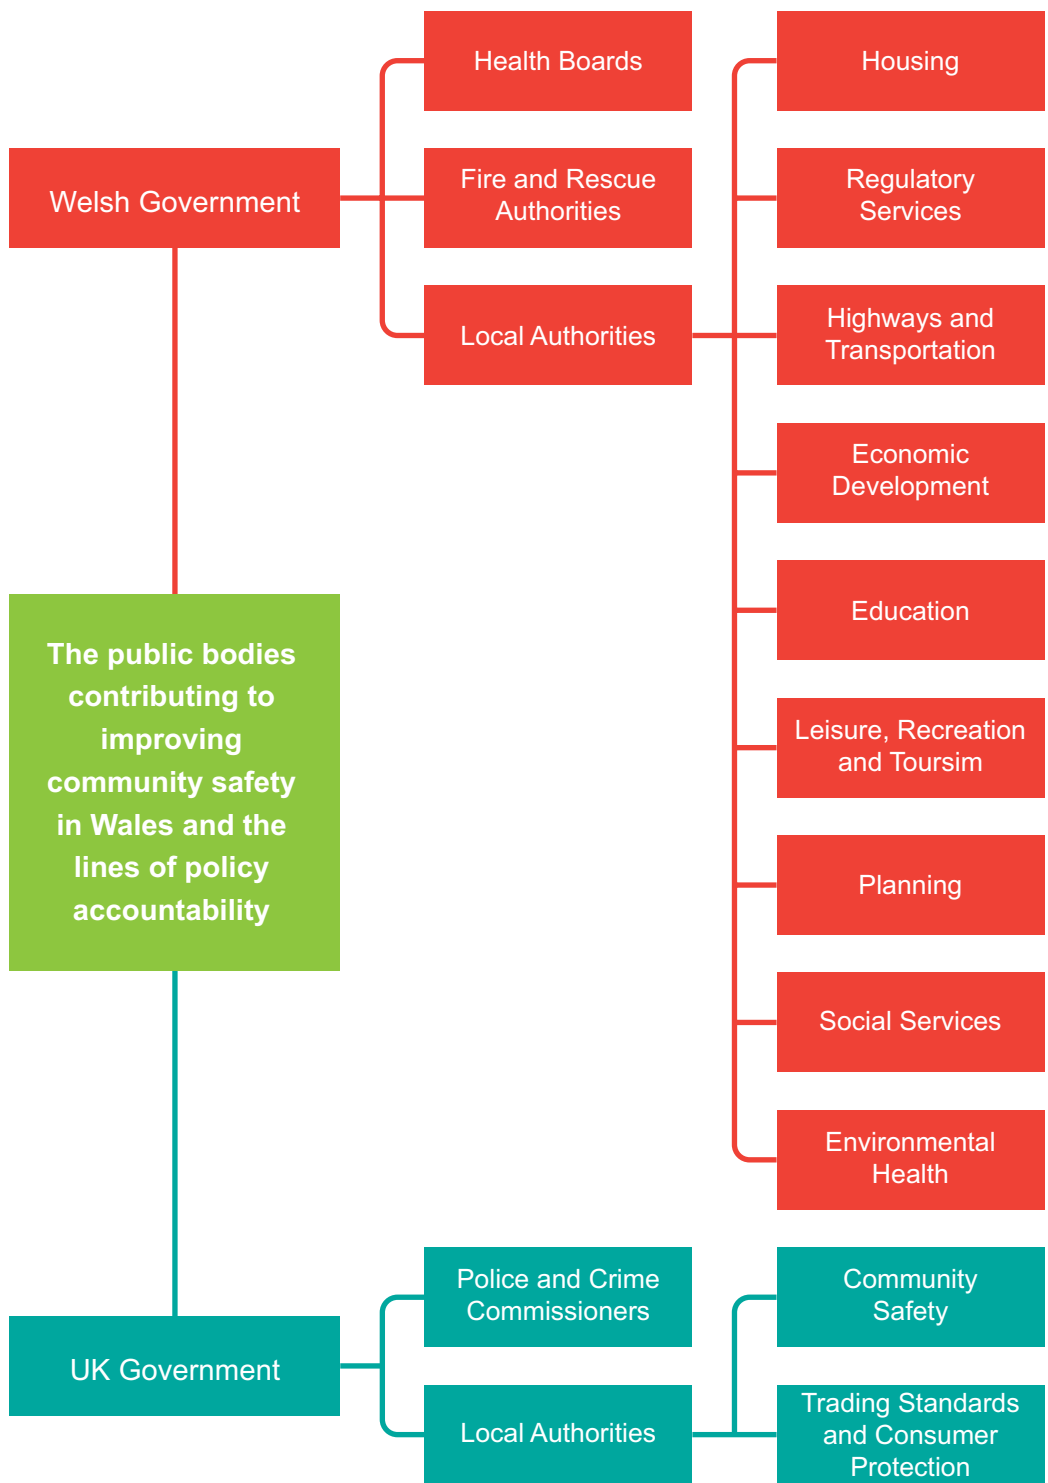 Health Boards
Housing
Welsh Government
Fire and Rescue
Authorities
Regulatory
Services
Local Authorities
Highways and
Transportation
Economic
Development
Education
The public bodies
contributing to
improving
community safety
in Wales and the
lines of policy
accountability
Leisure, Recreation
and Toursim
Planning
Social Services
Environmental
Health
UK Government
Police and Crime
Commissioners
Community
Safety
Local Authorities
Trading Standards
and Consumer
Protection